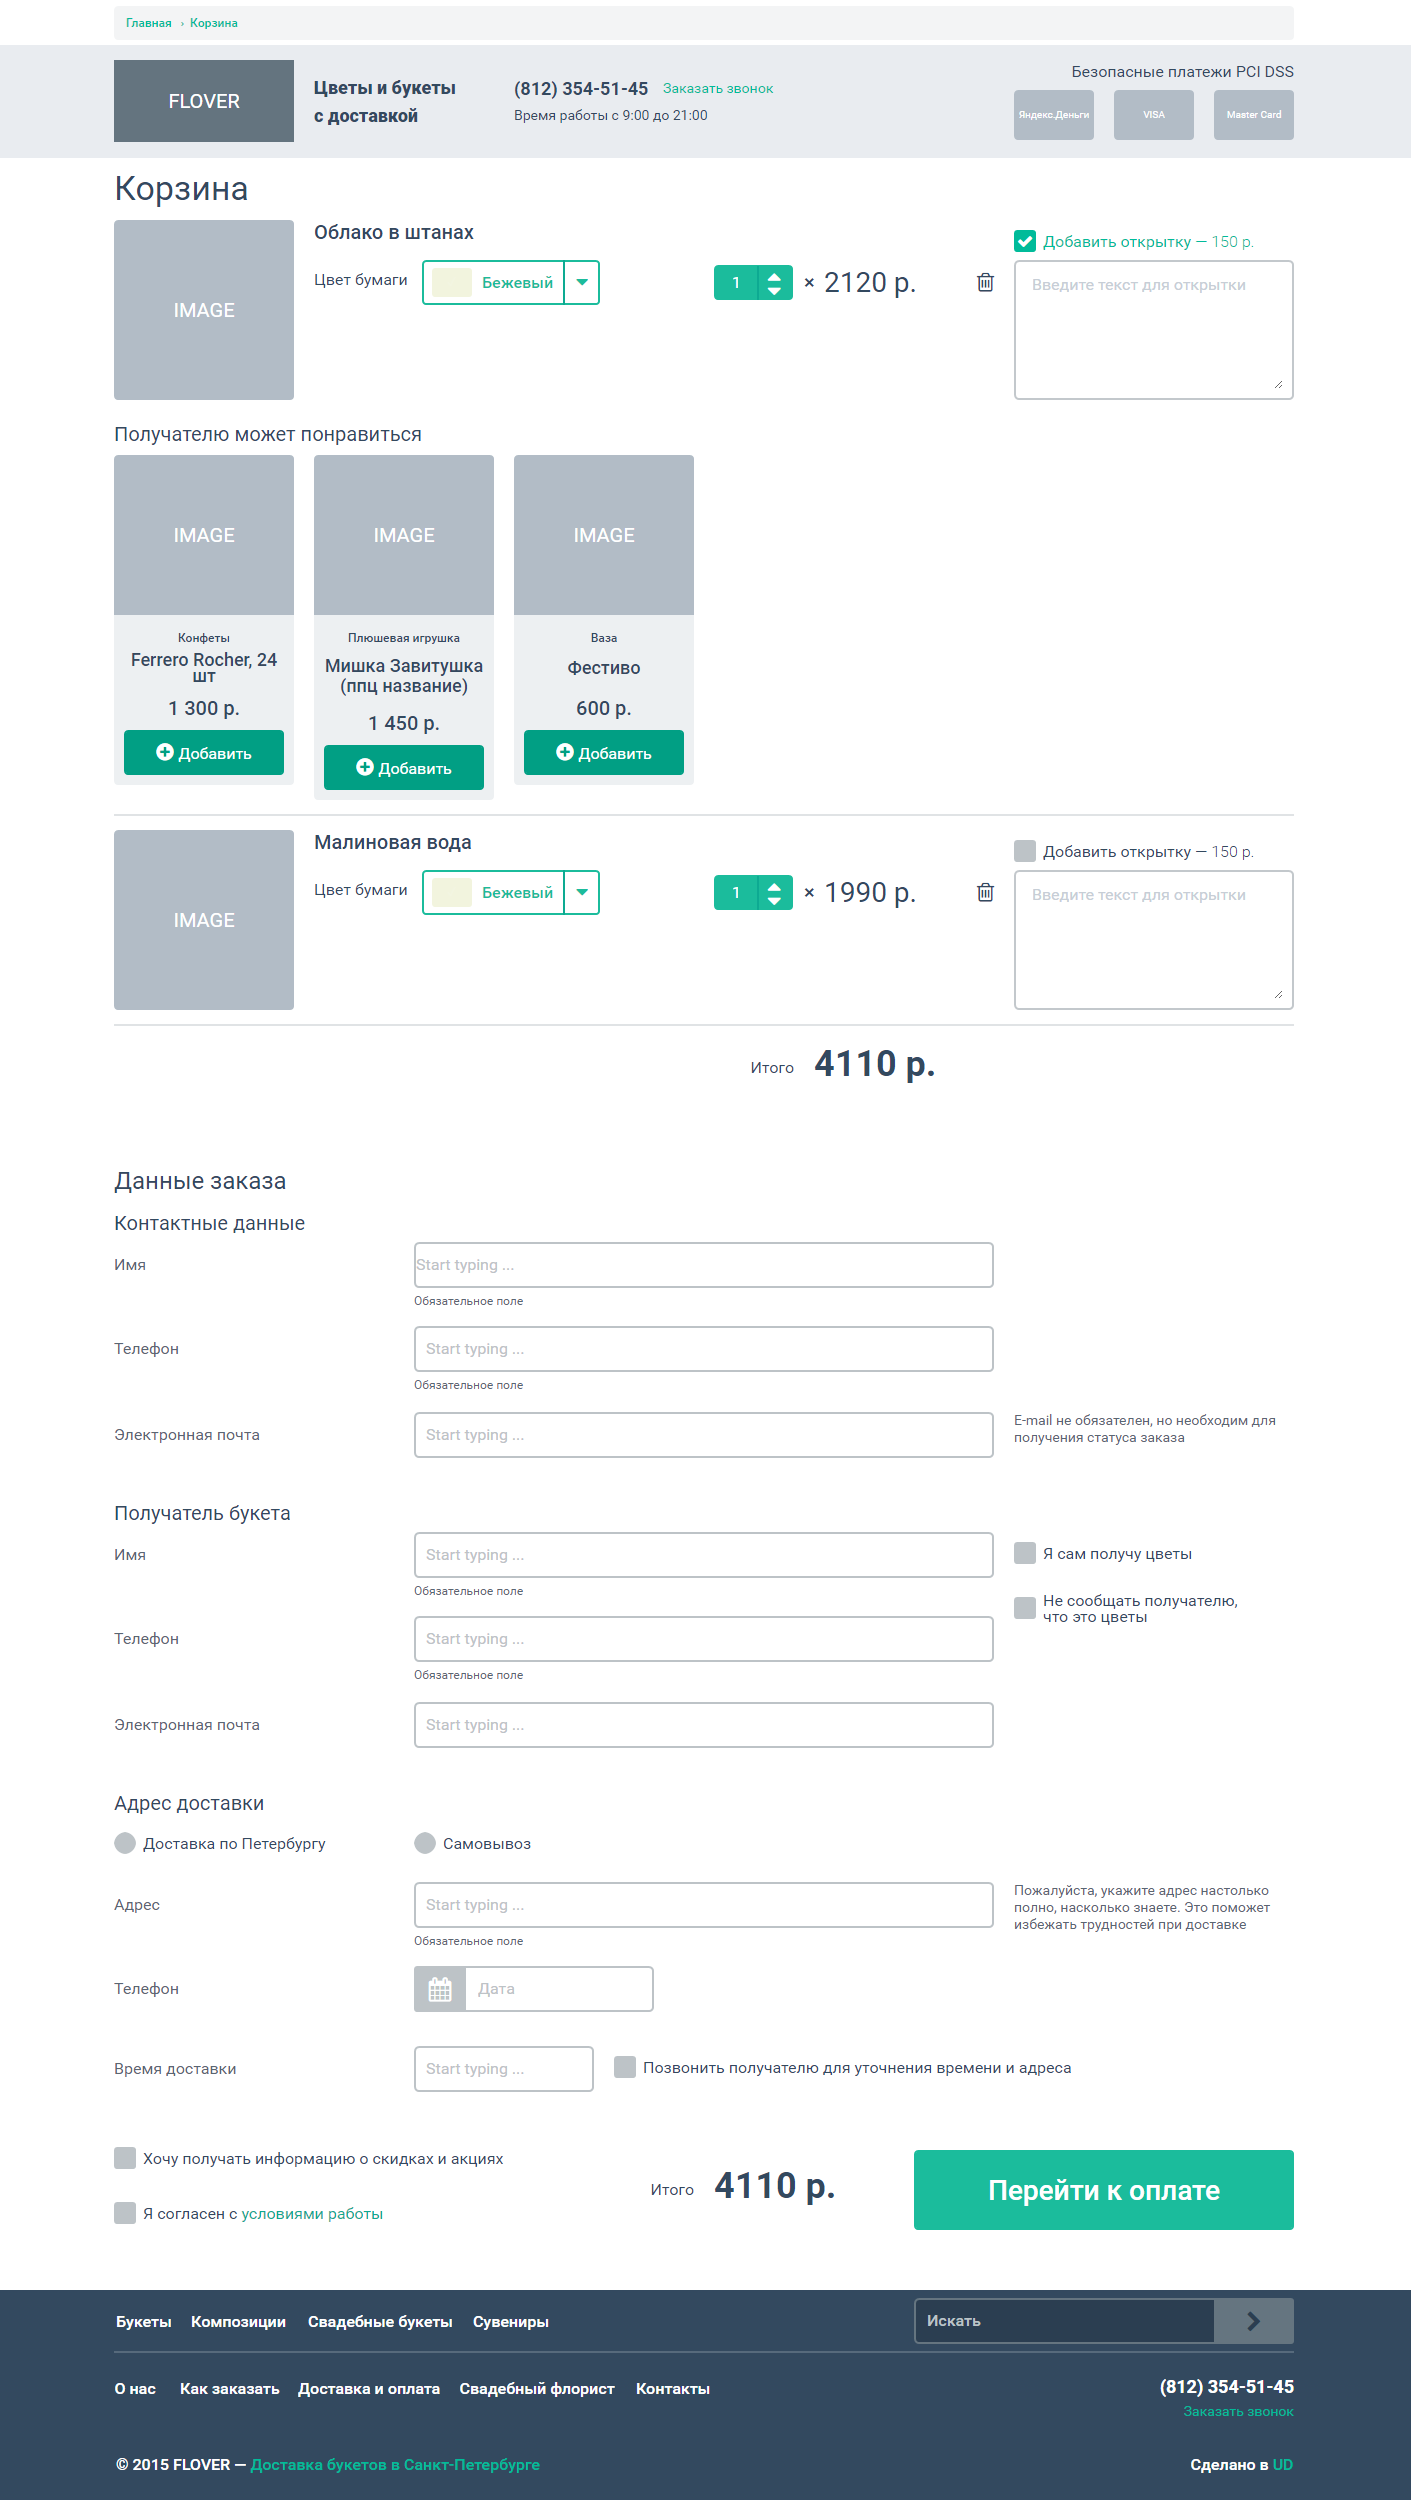 Главная › Корзина
FLOVER
Цветы и букеты
с доставкой
(812) 354-51-45 Заказать звонок
Время работы с 9:00 до 21:00
Безопасные платежи PCI DSS
Яндекс.Деньги VISA Master Card
Корзина
IMAGE
Облако в штанах
Цвет бумаги Бежевый 1 × 2120 р.
Добавить открытку — 150 р.
Введите текст для открытки
Получателю может понравиться
IMAGE IMAGE IMAGE
Конфеты
Ferrero Rocher, 24
шт
1 300 р.
Добавить
Плюшевая игрушка
Мишка Завитушка
(ппц название)
1 450 р.
Добавить
Ваза
Фестиво
600 р.
Добавить
IMAGE
Малиновая вода
Цвет бумаги Бежевый 1 × 1990 р.
Добавить открытку — 150 р.
Введите текст для открытки
Итого 4110 р.
Данные заказа
Контактные данные
Имя Start typing ...
Обязательное поле
Телефон Start typing ...
Обязательное поле
Электронная почта Start typing ...
E-mail не обязателен, но необходим для
получения статуса заказа
Получатель букета
Имя Start typing ...
Обязательное поле
Я сам получу цветы
Не сообщать получателю,
что это цветы
Телефон Start typing ...
Обязательное поле
Электронная почта Start typing ...
Адрес доставки
Доставка по Петербургу Самовывоз
Адрес Start typing ...
Обязательное поле
Пожалуйста, укажите адрес настолько
полно, насколько знаете. Это поможет
избежать трудностей при доставке
Телефон Дата
Время доставки Start typing ... Позвонить получателю для уточнения времени и адреса
Хочу получать информацию о скидках и акциях
Я согласен с условиями работы
Итого 4110 р.
Перейти к оплате
Букеты Композиции Свадебные букеты Сувениры Искать
О нас Как заказать Доставка и оплата Свадебный флорист Контакты
(812) 354-51-45
Заказать звонок
© 2015 FLOVER — Доставка букетов в Санкт-Петербурге
Сделано в UD